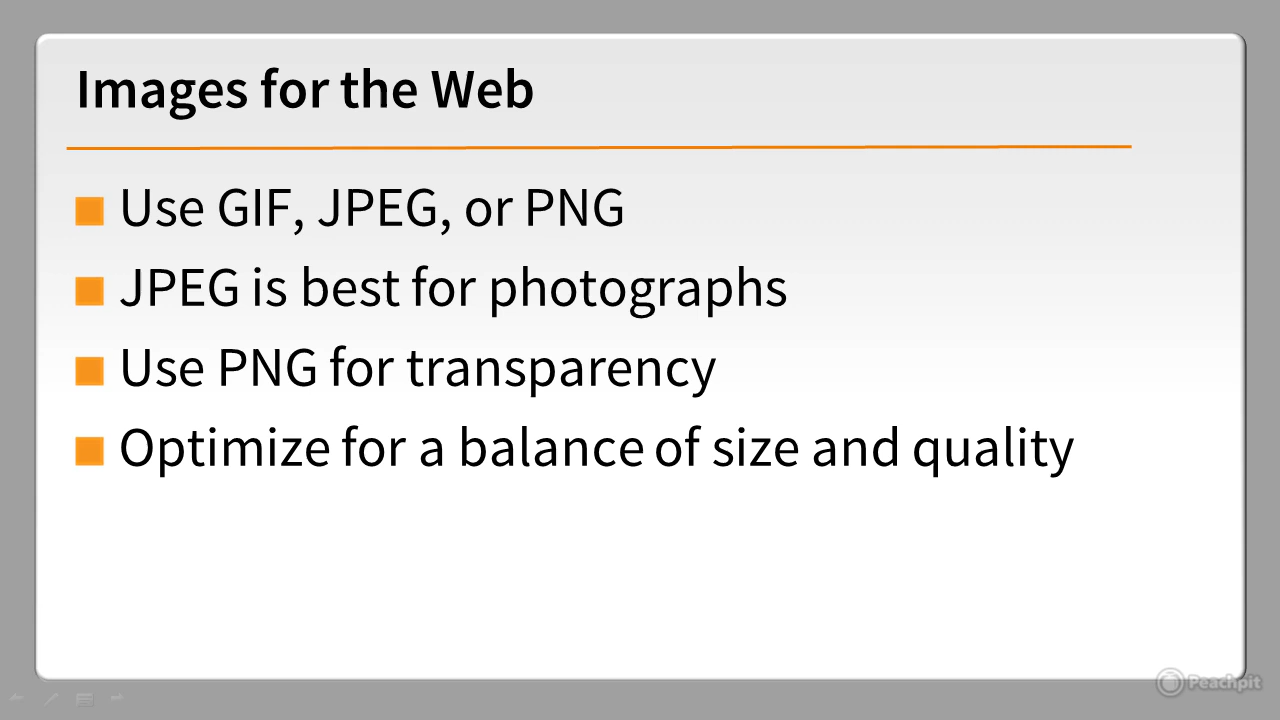 Images for the Web
Use GIF, JPEG, or PNG
JPEG is best for photographs
Use PNG for transparency
Optimize for a balance of size and quality
Peachpit